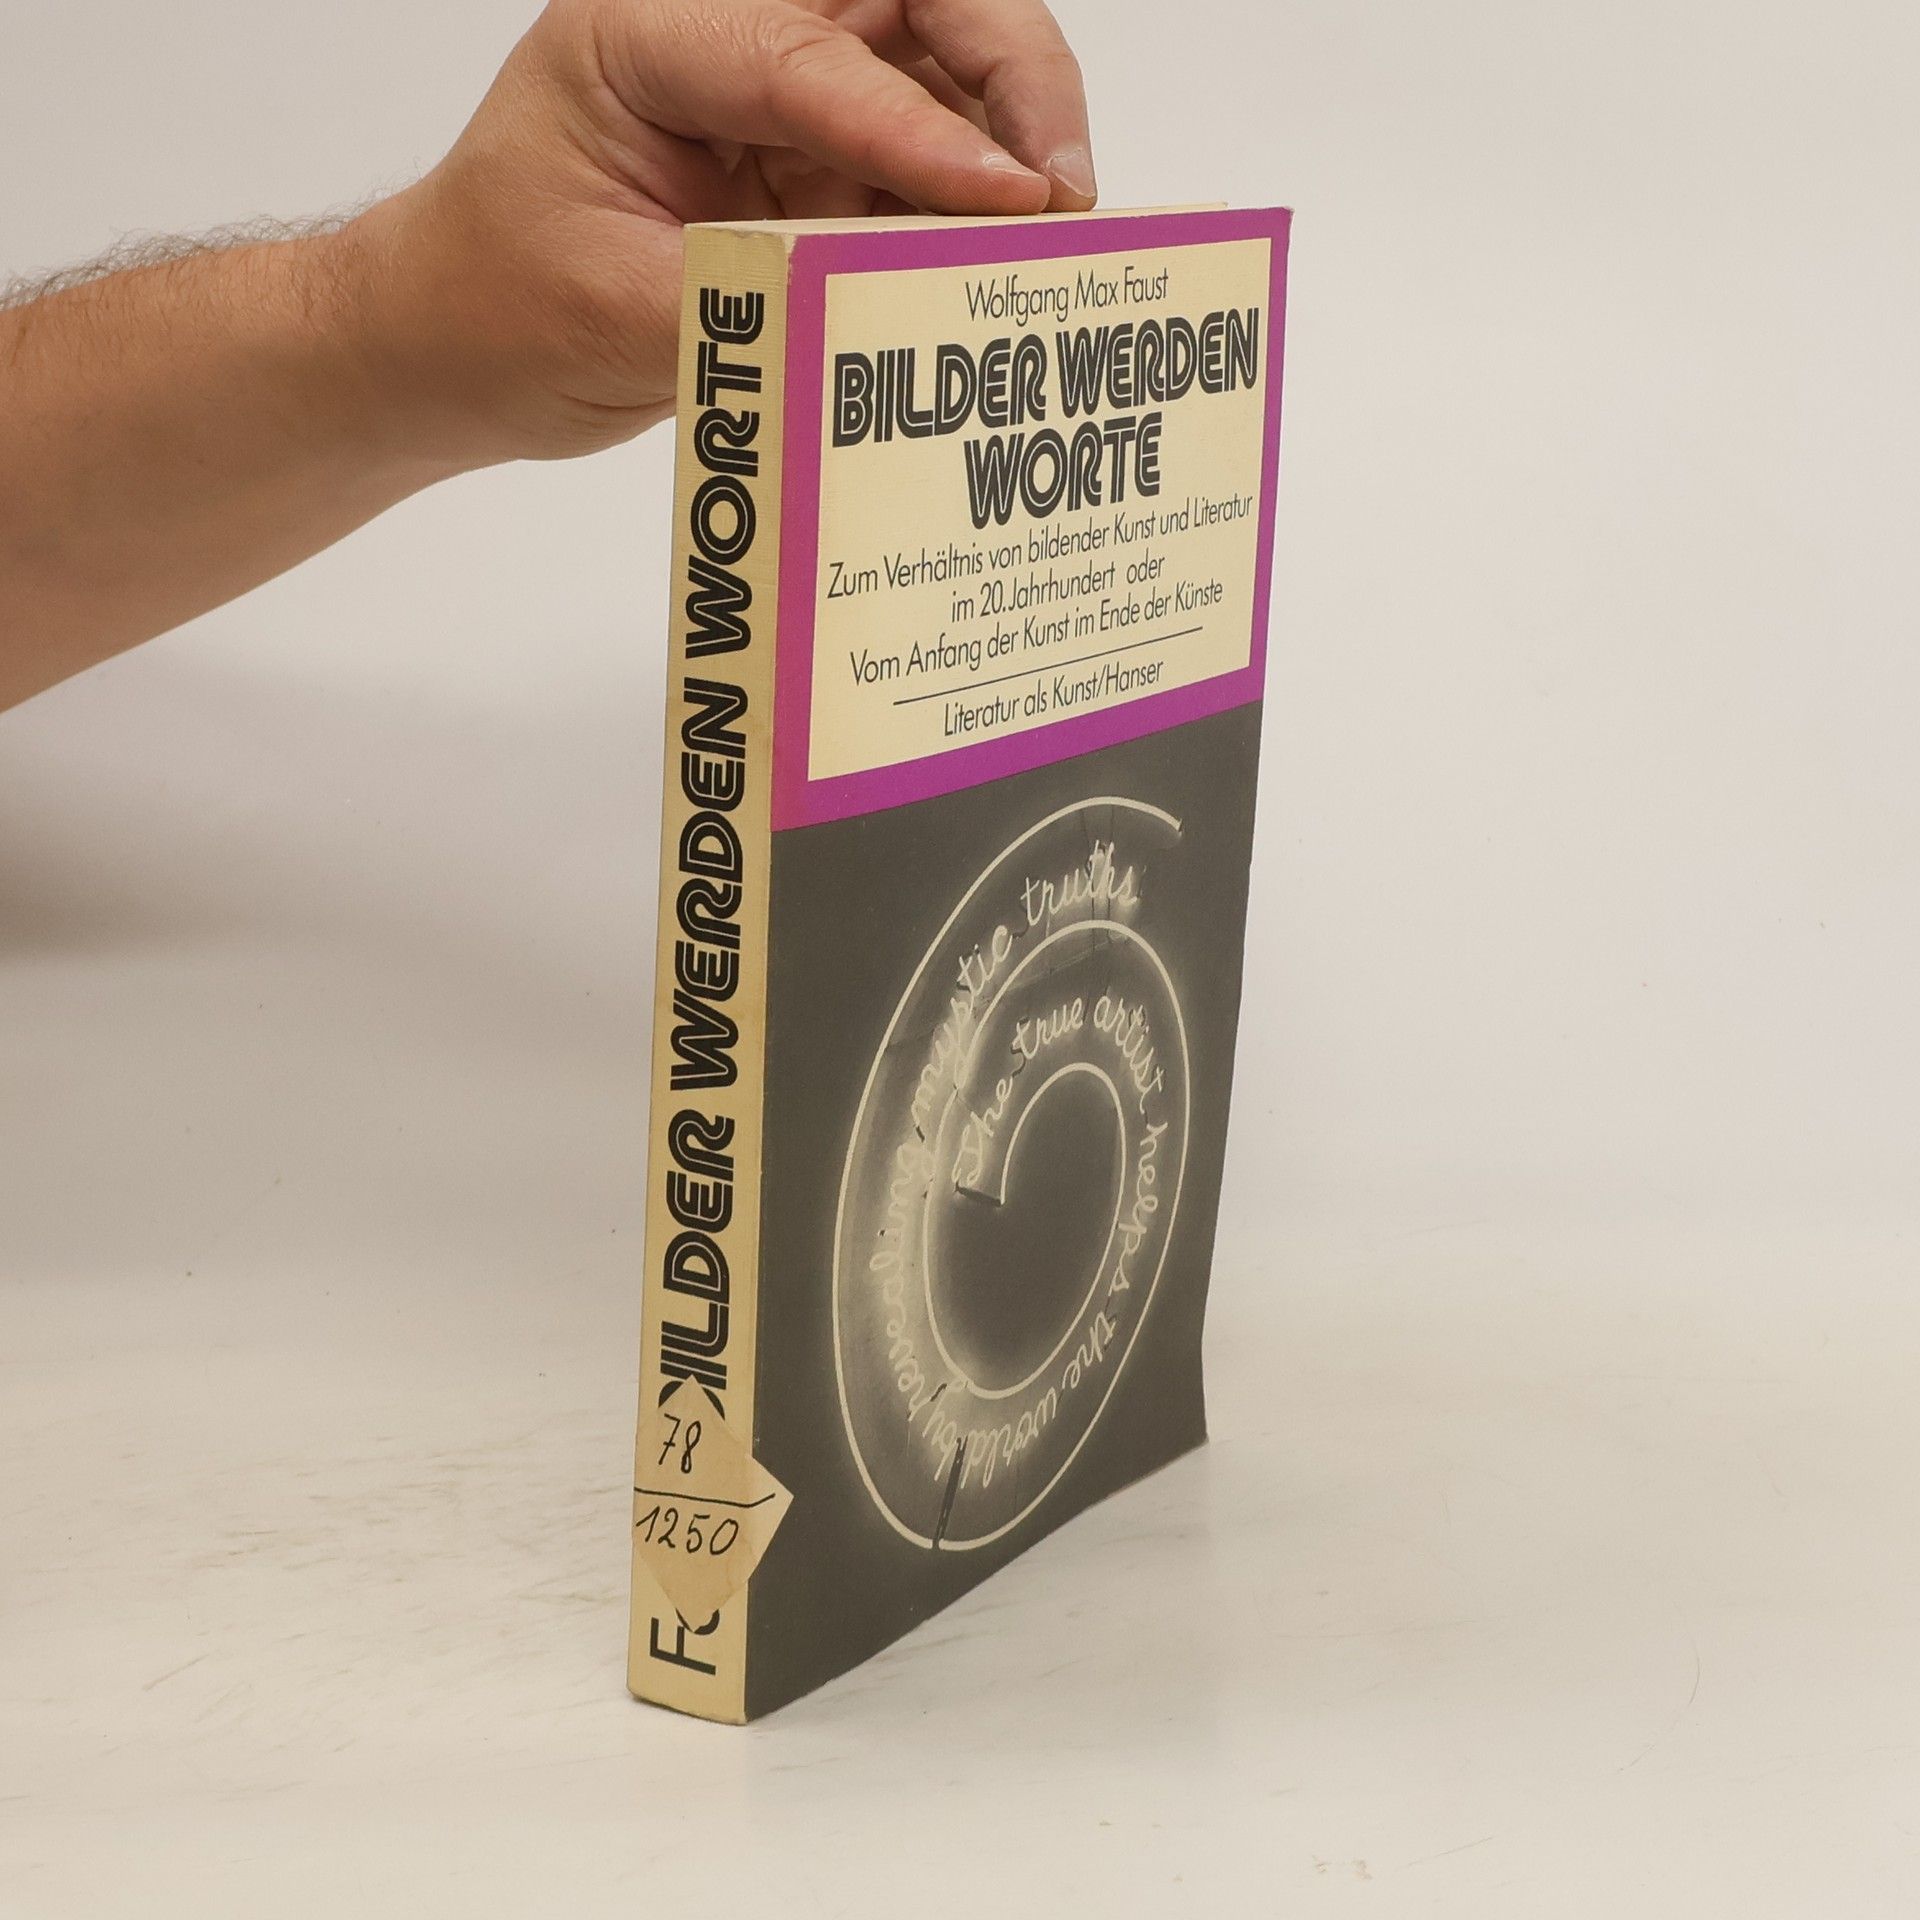 Wolfgang Max Faust
BILDER WERDEN
WORTE
Zum Verhältnis von bildender Kunst und Literatur
im 20. Jahrhundert oder
Vom Anfang der Kunst im Ende der Künste
Literatur als Kunst/Hanser
The true artist helps the world by revealing mystic truths
ILDER WERDEN WORTE
78
1250